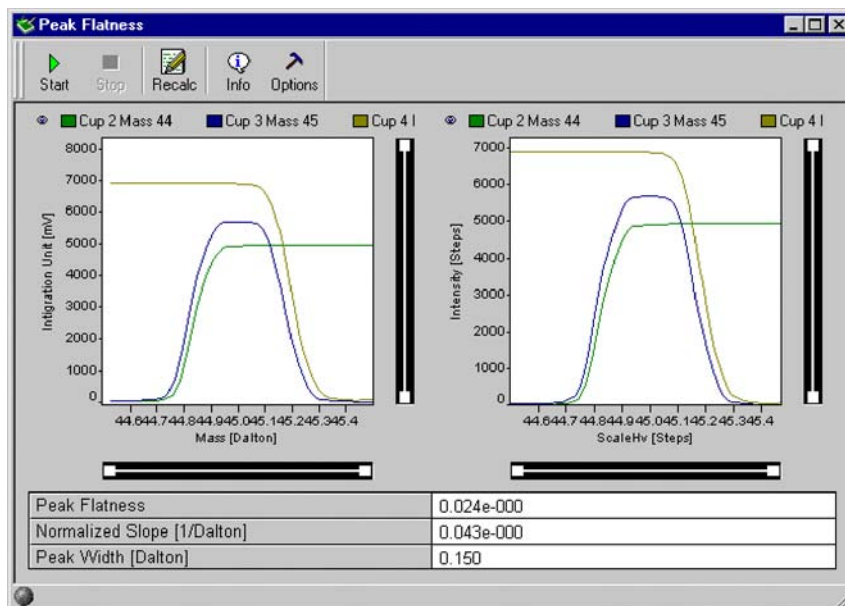 Peak Flatness
Start Stop Recalc Info Options
Cup 2 Mass 44 Cup 3 Mass 45 Cup 4 I
8000
7000
6000
5000
4000
3000
2000
1000
0
Intigration Unit [mV]
44.644.744.844.945.045.145.245.345.4
Mass [Dalton]
Cup 2 Mass 44 Cup 3 Mass 45 Cup 4 I
7000
6000
5000
4000
3000
2000
1000
0
Intensity [Steps]
44.644.744.844.945.045.145.245.345.4
ScaleHv [Steps]
Peak Flatness 0.024e-000
Normalized Slope [1/Dalton] 0.043e-000
Peak Width [Dalton] 0.150